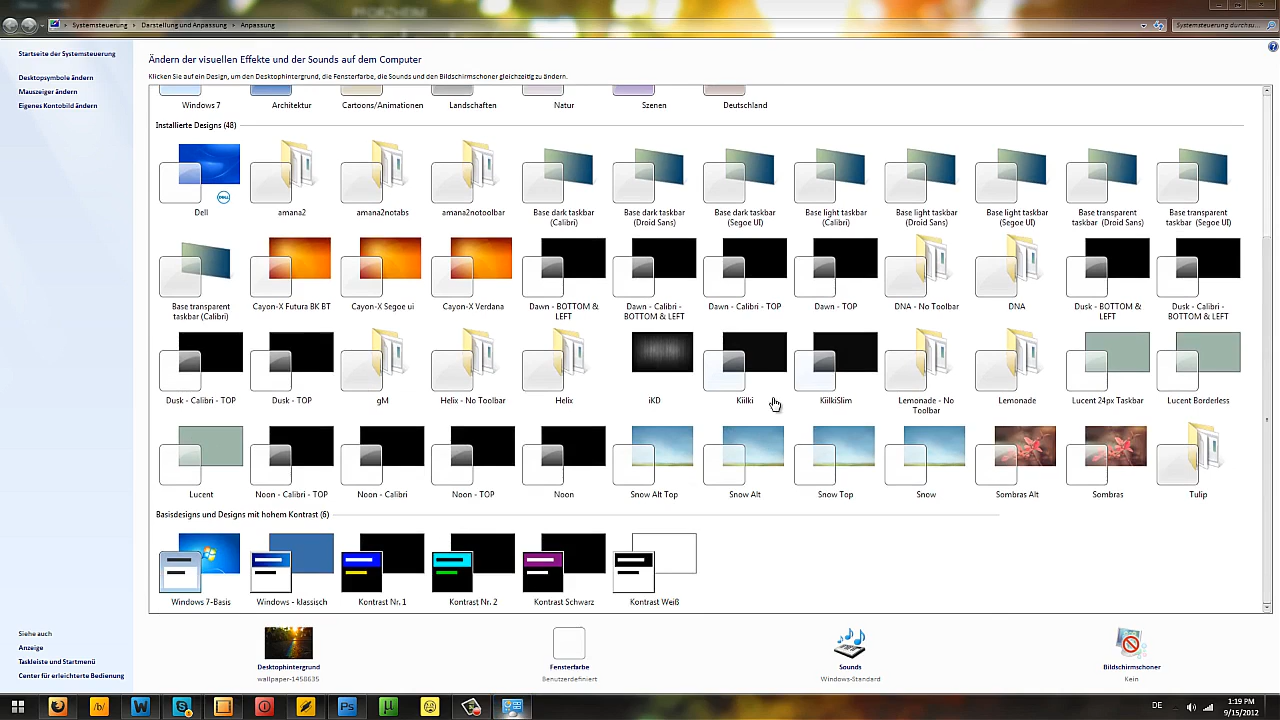 PFORZHEIM
Systemsteuerung
Darstellung und Anpassung
Anpassung
Systemsteuerung durchsu...
Startseite der Systemsteuerung
Desktopsymbole ändern
Mauszeiger ändern
Eigenes Kontobild ändern
Ändern der visuellen Effekte und der Sounds auf dem Computer
Klicken Sie auf ein Design, um den Desktophintergrund, die Fensterfarbe, die Sounds und den Bildschirmschoner gleichzeitig zu ändern.
Windows 7
Architektur
Cartoons/Animationen
Landschaften
Natur
Szenen
Deutschland
Installierte Designs (48)
DELL
Dell
amana2
amana2notabs
amana2notoolbar
Base dark taskbar
(Calibri)
Base dark taskbar
(Droid Sans)
Base dark taskbar
(Segoe UI)
Base light taskbar
(Calibri)
Base light taskbar
(Droid Sans)
Base light taskbar
(Segoe UI)
Base transparent
taskbar (Droid Sans)
Base transparent
taskbar (Segoe UI)
Base transparent
taskbar (Calibri)
Cayon-X Futura BK BT
Cayon-X Segoe ui
Cayon-X Verdana
Dawn - BOTTOM &
LEFT
Dawn - Calibri -
BOTTOM & LEFT
Dawn - Calibri - TOP
Dawn - TOP
DNA - No Toolbar
DNA
Dusk - BOTTOM &
LEFT
Dusk - Calibri -
BOTTOM & LEFT
Dusk - Calibri - TOP
Dusk - TOP
gM
Helix - No Toolbar
Helix
iKD
Kiilki
KiilkiSlim
Lemonade - No
Toolbar
Lemonade
Lucent 24px Taskbar
Lucent Borderless
Lucent
Noon - Calibri - TOP
Noon - Calibri
Noon - TOP
Noon
Snow Alt Top
Snow Alt
Snow Top
Snow
Sombras Alt
Sombras
Tulip
Basisdesigns und Designs mit hohem Kontrast (6)
Windows 7-Basis
Windows - klassisch
Kontrast Nr. 1
Kontrast Nr. 2
Kontrast Schwarz
Kontrast Weiß
Siehe auch
Anzeige
Taskleiste und Startmenü
Center für erleichterte Bedienung
Desktophintergrund
wallpaper-1458635
Fensterfarbe
Benutzerdefiniert
Sounds
Windows-Standard
Bildschirmschoner
Kein
/b/
W
S
Ps
µ
DE
1:19 PM
9/15/2012